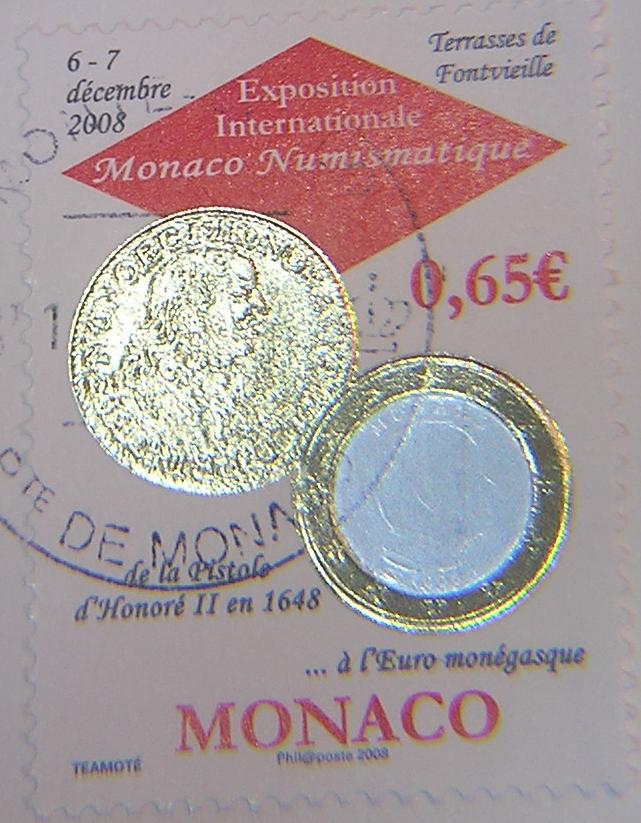 6 - 7
décembre
2008
Terrasses de
Fontvieille
Exposition
Internationale
Monaco Numismatique
0,65€
DE MONA
de la Pistole
d'Honoré II en 1648
... à l'Euro monégasque
MONACO
Phil@poste 2008
TEAMOTÉ